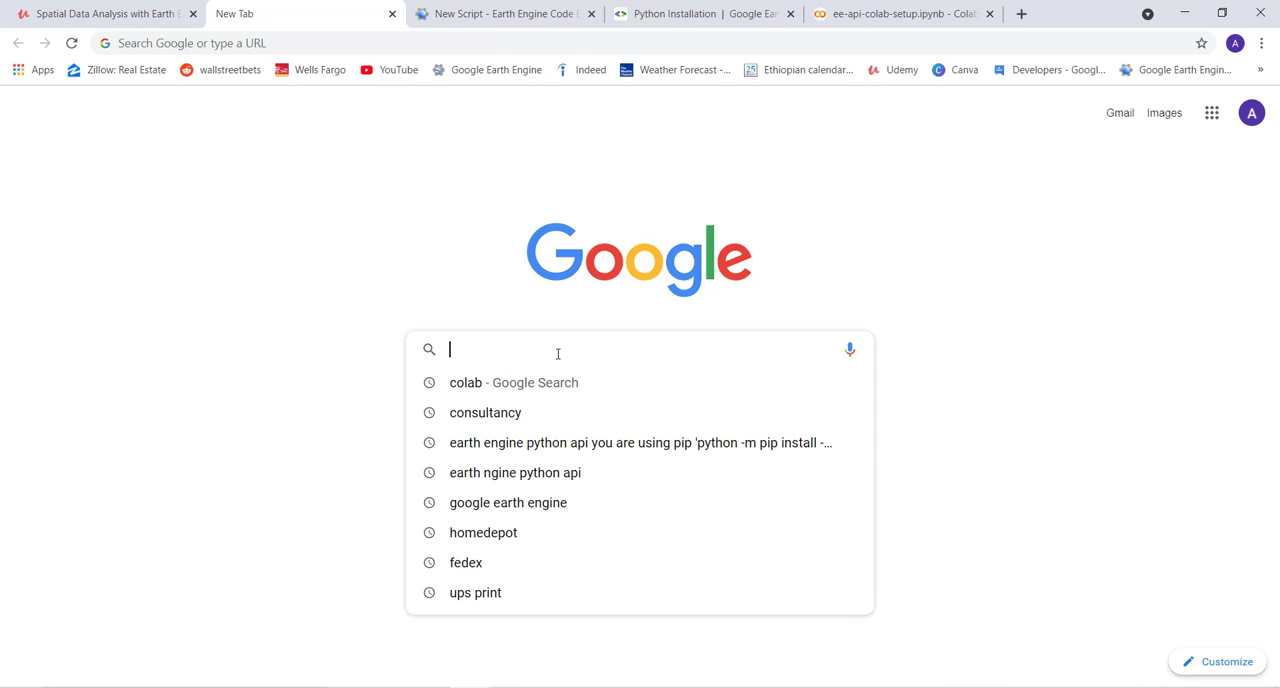 Spatial Data Analysis with Earth E
New Tab
New Script - Earth Engine Code E
Python Installation | Google Ear
ee-api-colab-setup.ipynb - Colab
Search Google or type a URL
A
Apps
Zillow: Real Estate
wallstreetbets
Wells Fargo
YouTube
Google Earth Engine
Indeed
Weather Forecast -...
Ethiopian calendar...
Udemy
Canva
Developers - Googl...
Google Earth Engin...
»
Gmail
Images
A
Google
colab - Google Search
consultancy
earth engine python api you are using pip 'python -m pip install -...
earth ngine python api
google earth engine
homedepot
fedex
ups print
Customize